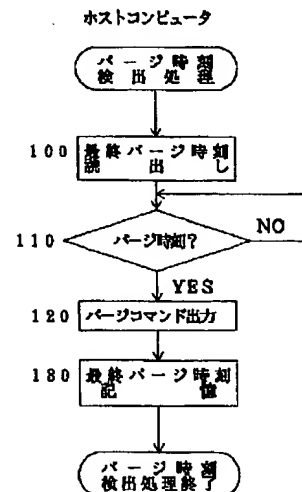 ホストコンピュータ
パージ時刻
検出処理
100
最終パージ時刻
読出し
110
パージ時刻?
NO
YES
120
パージコマンド出力
130
最終パージ時刻
記憶
パージ時刻
検出処理終了